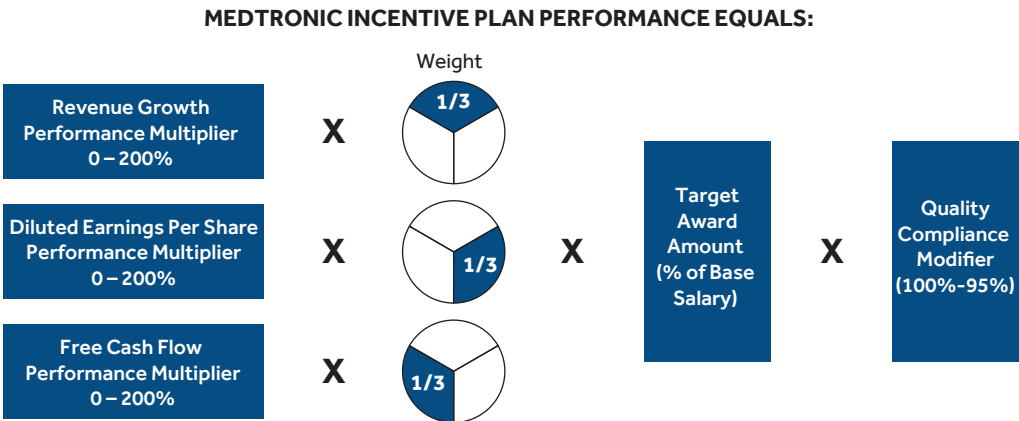 MEDTRONIC INCENTIVE PLAN PERFORMANCE EQUALS:
Weight
Revenue Growth
Performance Multiplier
0 – 200%
X
1/3
Diluted Earnings Per Share
Performance Multiplier
0 – 200%
X
1/3
Free Cash Flow
Performance Multiplier
0 – 200%
X
1/3
X
Target
Award
Amount
(% of Base
Salary)
X
Quality
Compliance
Modifier
(100%-95%)